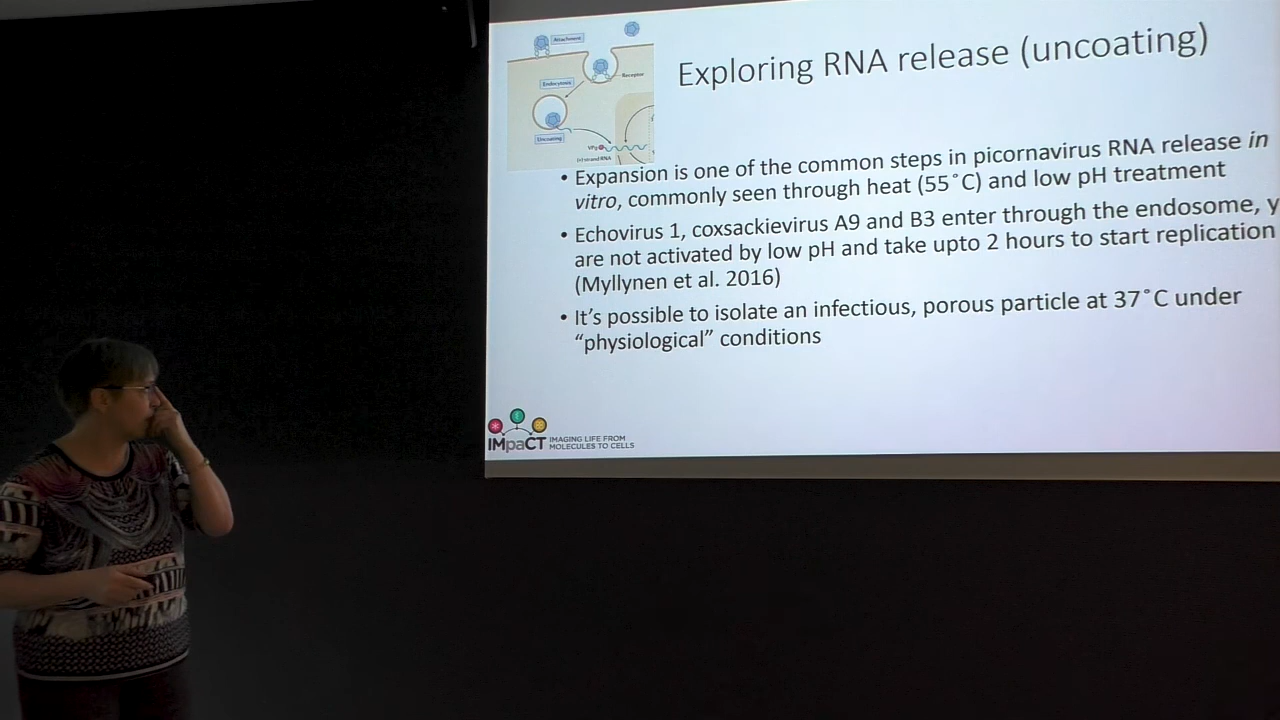 Exploring RNA release (uncoating)
Attachment
Receptor
Endocytosis
Uncoating
VPg
(+) strand RNA
• Expansion is one of the common steps in picornavirus RNA release in
vitro, commonly seen through heat (55˚C) and low pH treatment
• Echovirus 1, coxsackievirus A9 and B3 enter through the endosome, y
are not activated by low pH and take upto 2 hours to start replication
(Myllynen et al. 2016)
• It's possible to isolate an infectious, porous particle at 37˚C under
"physiological" conditions
IMpaCT
IMAGING LIFE FROM
MOLECULES TO CELLS